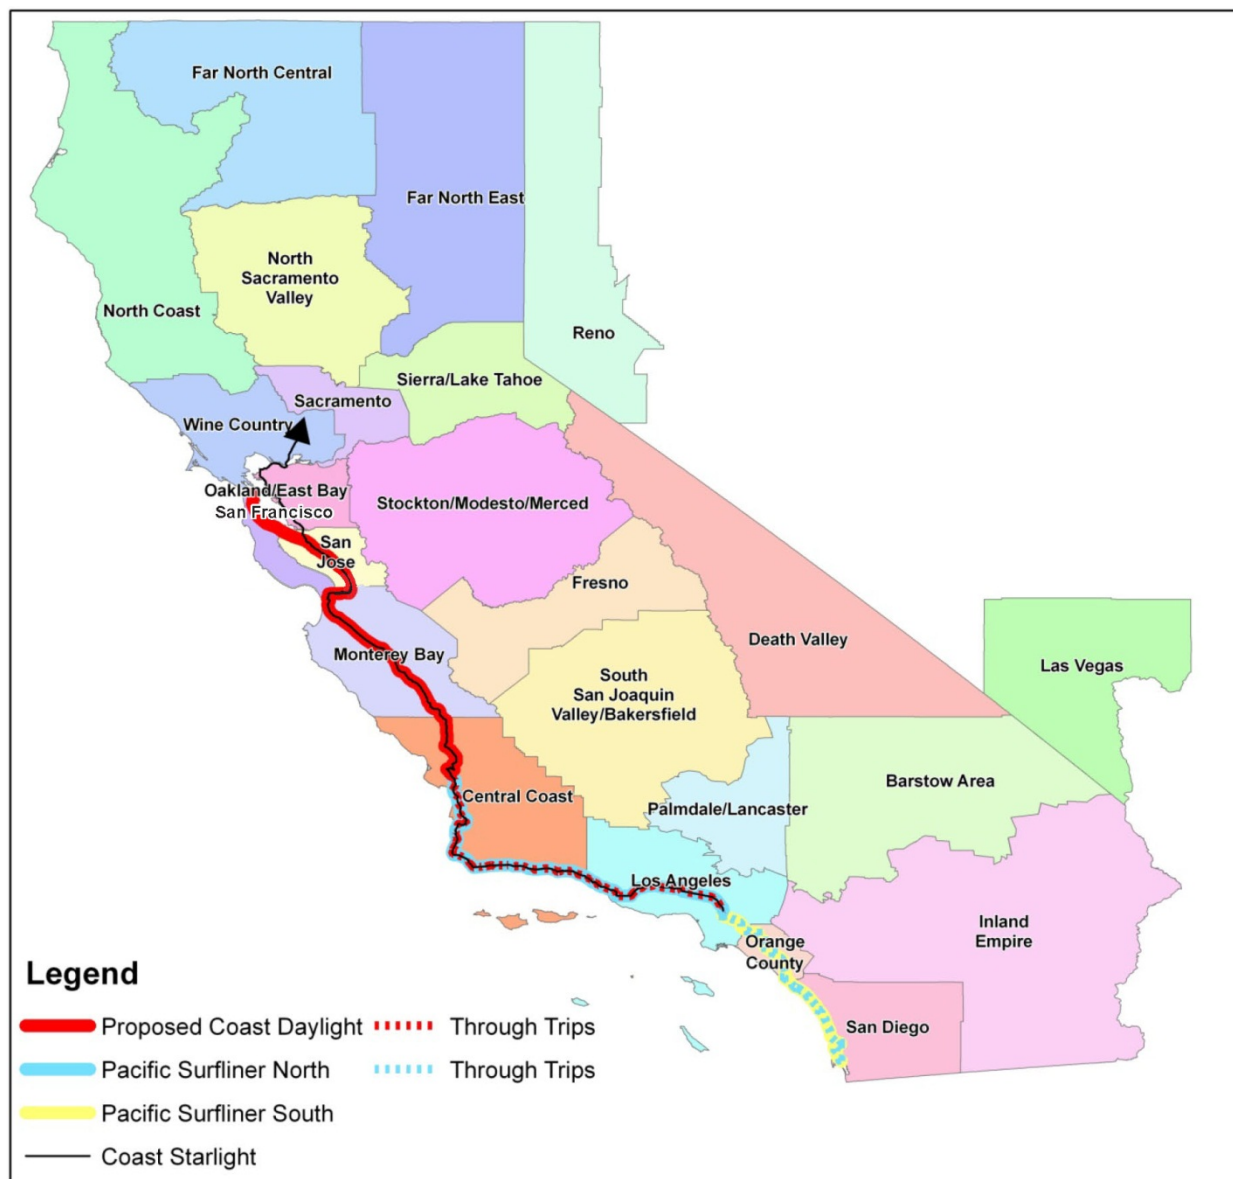 Far North Central
Far North East
North
Sacramento
Valley
North Coast
Reno
Sierra/Lake Tahoe
Sacramento
Wine Country
Oakland/East Bay
San Francisco
Stockton/Modesto/Merced
San
Jose
Fresno
Death Valley
Monterey Bay
Las Vegas
South
San Joaquin
Valley/Bakersfield
Barstow Area
Central Coast
Palmdale/Lancaster
Los Angeles
Inland
Empire
Orange
County
San Diego
Legend
Proposed Coast Daylight
Through Trips
Pacific Surfliner North
Through Trips
Pacific Surfliner South
Coast Starlight